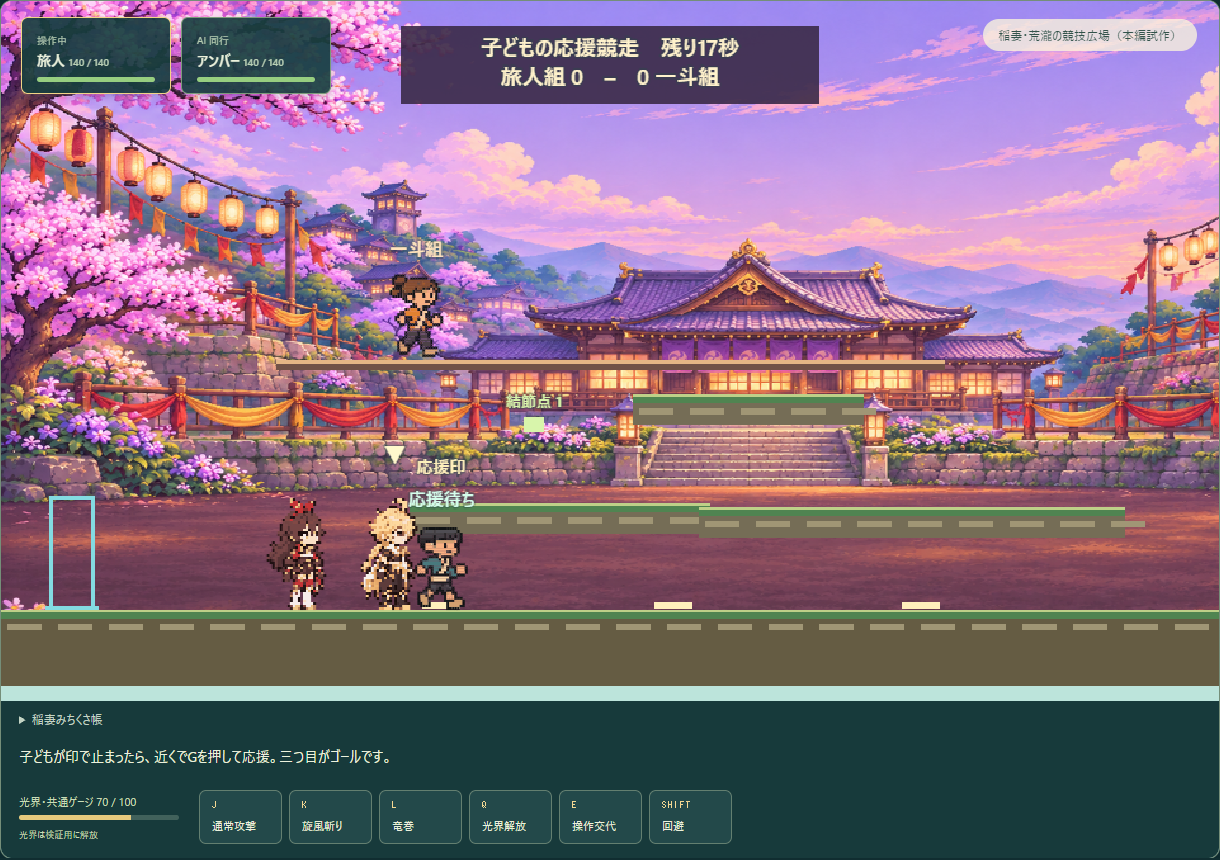 操作中
旅人 140 / 140
AI 同行
アンバー 140 / 140
子どもの応援競走　残り17秒
旅人組 0　–　0 一斗組
稲妻・荒瀧の競技広場（本編試作）
一斗組
結節点 1
応援印
応援待ち
▶ 稲妻みちくさ帳
子どもが印で止まったら、近くでGを押して応援。三つ目がゴールです。
光界・共通ゲージ 70 / 100
光界は検証用に解放
J
通常攻撃
K
旋風斬り
L
竜巻
Q
光界解放
E
操作交代
SHIFT
回避